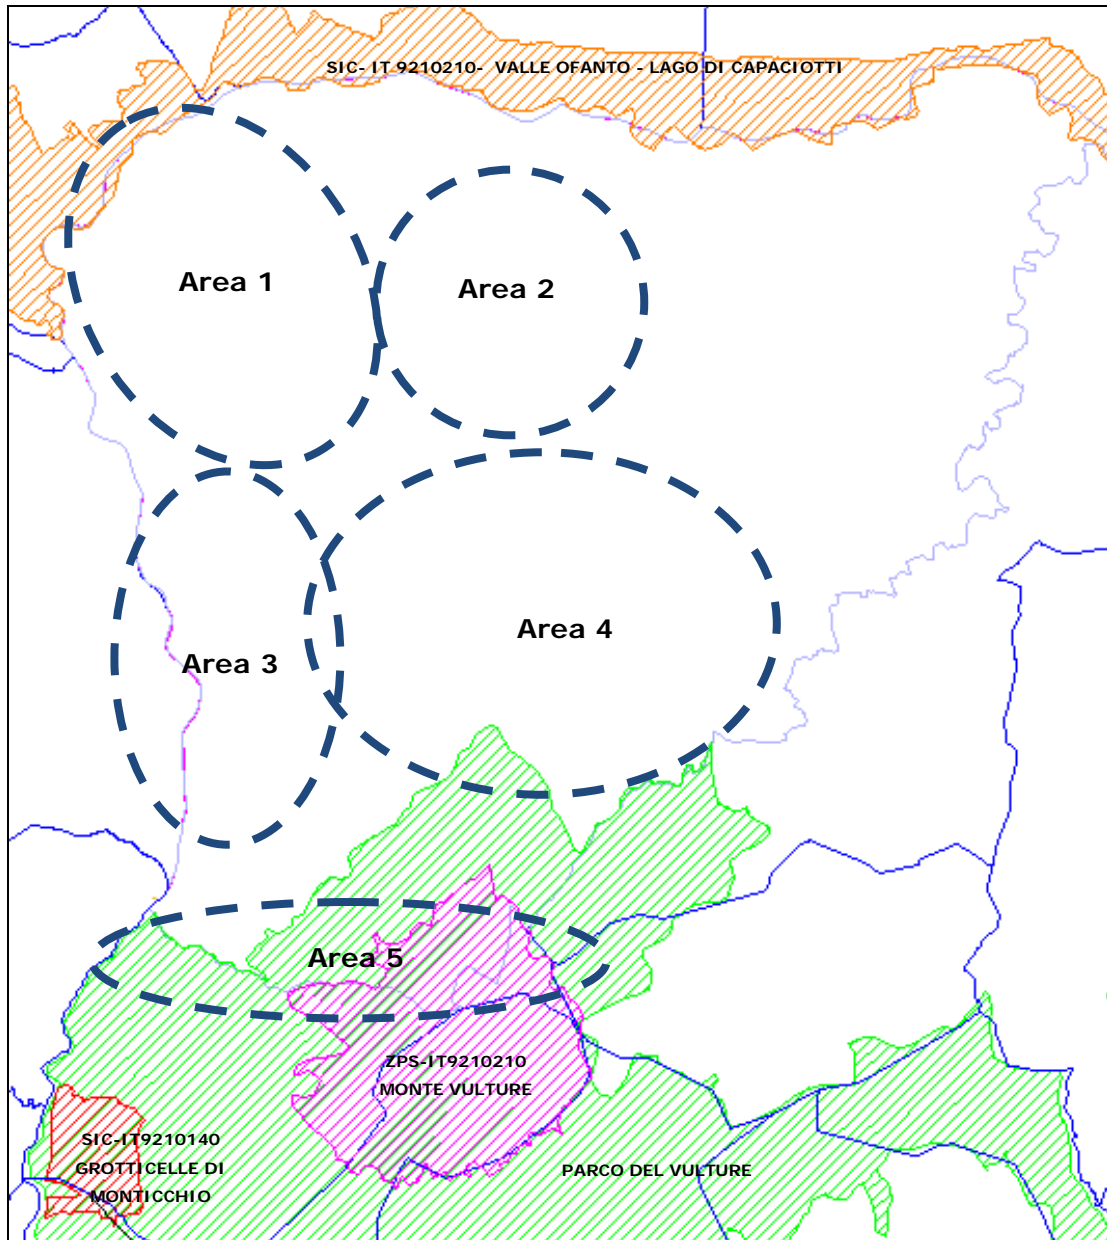 SIC- IT 9210210- VALLE OFANTO - LAGO DI CAPACIOTTI
Area 1
Area 2
Area 4
Area 3
Area 5
ZPS-IT9210210
MONTE VULTURE
SIC-IT9210140
GROTTICELLE DI
MONTICCHIO
PARCO DEL VULTURE